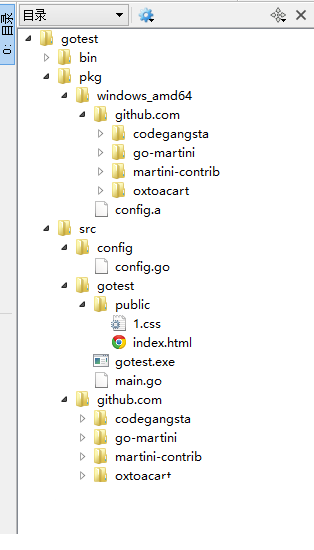 0: 目录
目录
gotest
bin
pkg
windows_amd64
github.com
codegangsta
go-martini
martini-contrib
oxtoacart
config.a
src
config
config.go
gotest
public
1.css
index.html
gotest.exe
main.go
github.com
codegangsta
go-martini
martini-contrib
oxtoacart